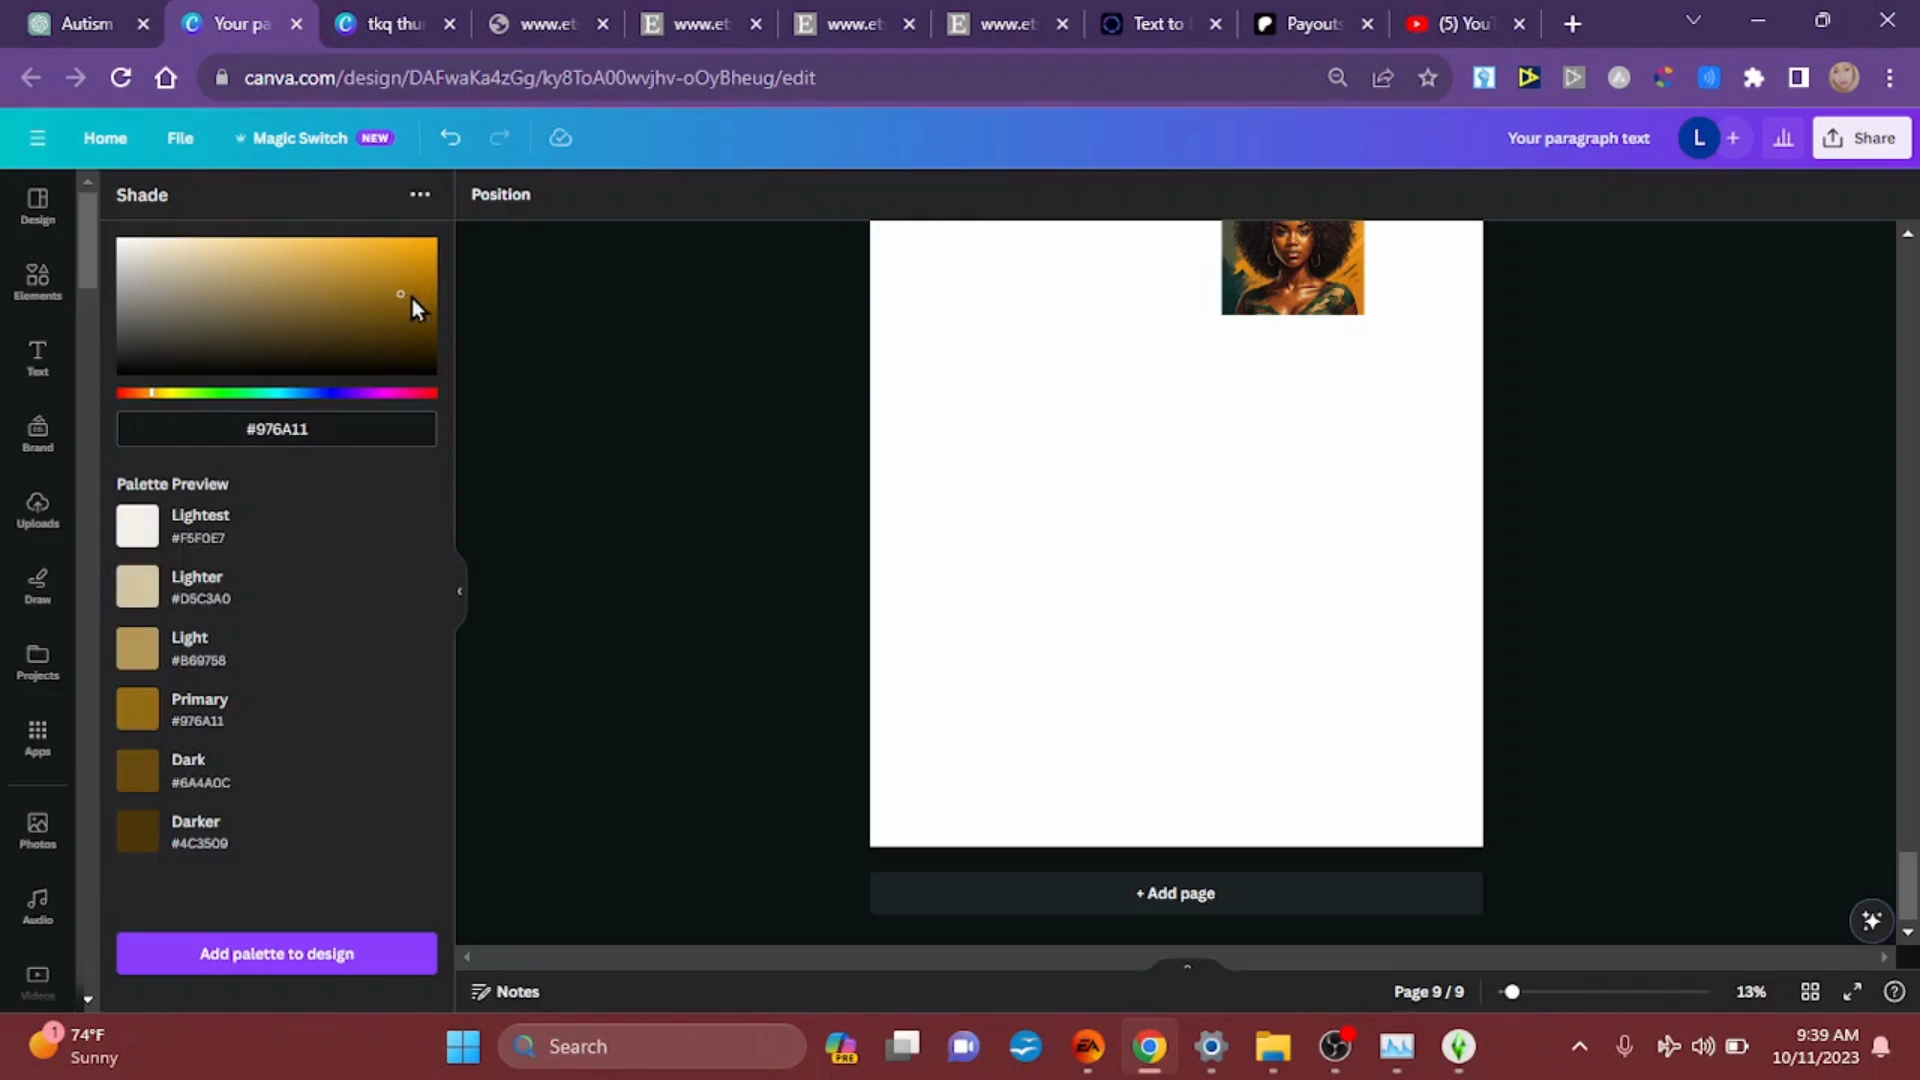 Autism
Your pa
tkq thu
www.et
www.et
www.et
www.et
Text to
Payout
(5) You
canva.com/design/DAFwaKa4zGg/ky8ToA00wvjhv-oOyBheug/edit
Home
File
Magic Switch NEW
Your paragraph text
L
Share
Shade
Position
Design
Elements
Text
Brand
Uploads
Draw
Projects
Apps
Photos
Audio
Videos
#976A11
Palette Preview
Lightest
#F5F0E7
Lighter
#D5C3A0
Light
#B69758
Primary
#976A11
Dark
#6A4A0C
Darker
#4C3509
Add palette to design
+ Add page
Notes
Page 9 / 9
13%
1
74°F
Sunny
Search
PRE
EA
9:39 AM
10/11/2023